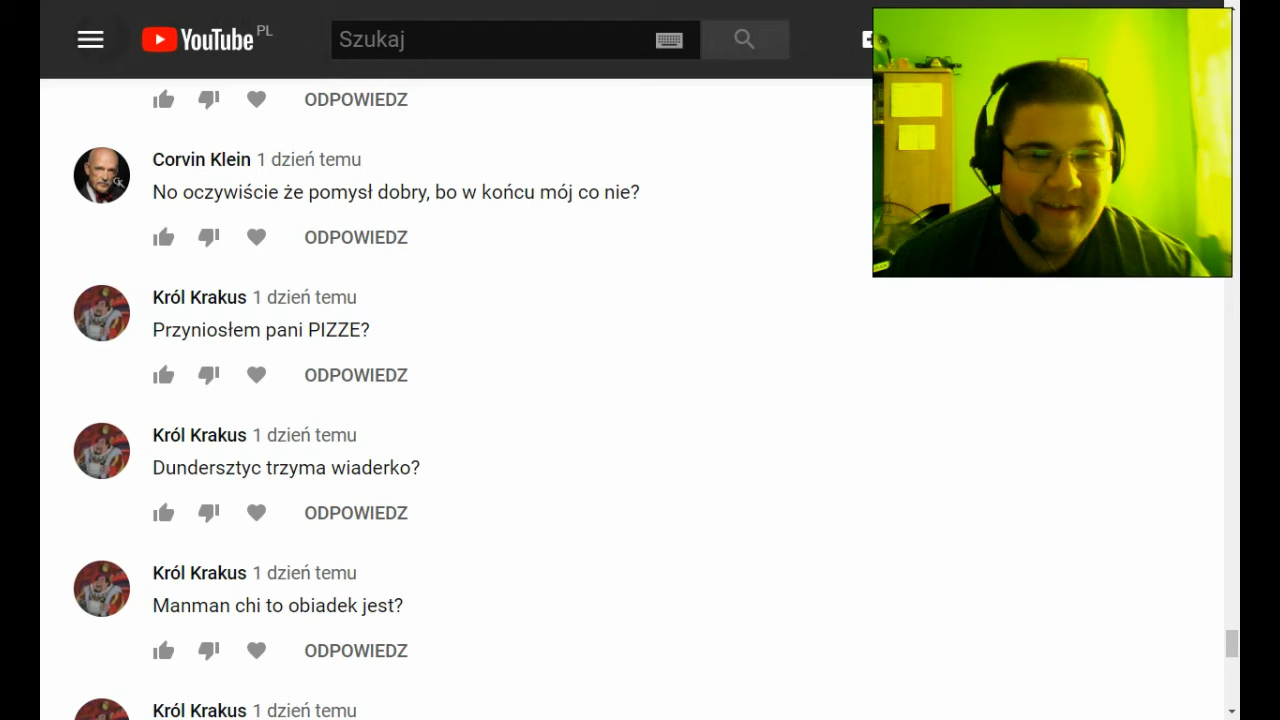 YouTube PL
Szukaj
ODPOWIEDZ
Corvin Klein 1 dzień temu
No oczywiście że pomysł dobry, bo w końcu mój co nie?
ODPOWIEDZ
Król Krakus 1 dzień temu
Przyniosłem pani PIZZE?
ODPOWIEDZ
Król Krakus 1 dzień temu
Dundersztyc trzyma wiaderko?
ODPOWIEDZ
Król Krakus 1 dzień temu
Manman chi to obiadek jest?
ODPOWIEDZ
Król Krakus 1 dzień temu